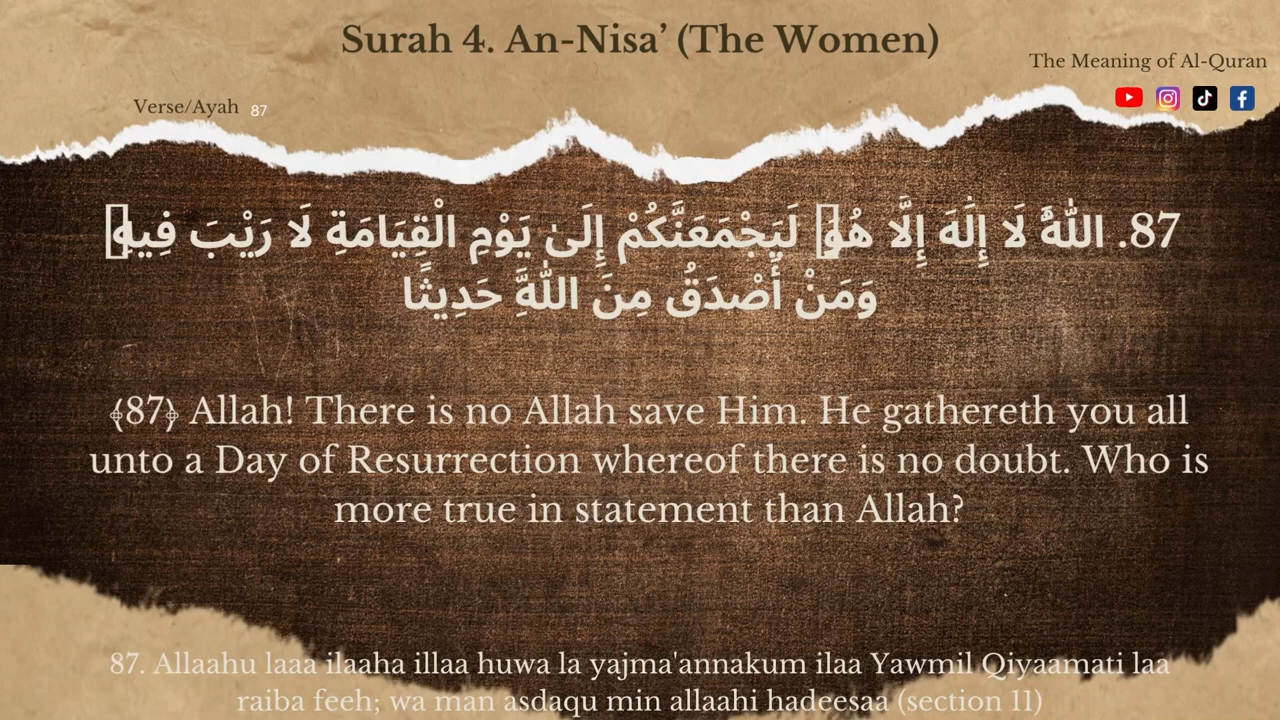 Surah 4. An-Nisa’ (The Women)
The Meaning of Al-Quran
Verse/Ayah 87
87. اللَّهُ لَا إِلَٰهَ إِلَّا هُوَ لَيَجْمَعَنَّكُمْ إِلَىٰ يَوْمِ الْقِيَامَةِ لَا رَيْبَ فِيهِ
وَمَنْ أَصْدَقُ مِنَ اللَّهِ حَدِيثًا
﴾87﴿ Allah! There is no Allah save Him. He gathereth you all
unto a Day of Resurrection whereof there is no doubt. Who is
more true in statement than Allah?
87. Allaahu laaa ilaaha illaa huwa la yajma'annakum ilaa Yawmil Qiyaamati laa
raiba feeh; wa man asdaqu min allaahi hadeesaa (section 11)